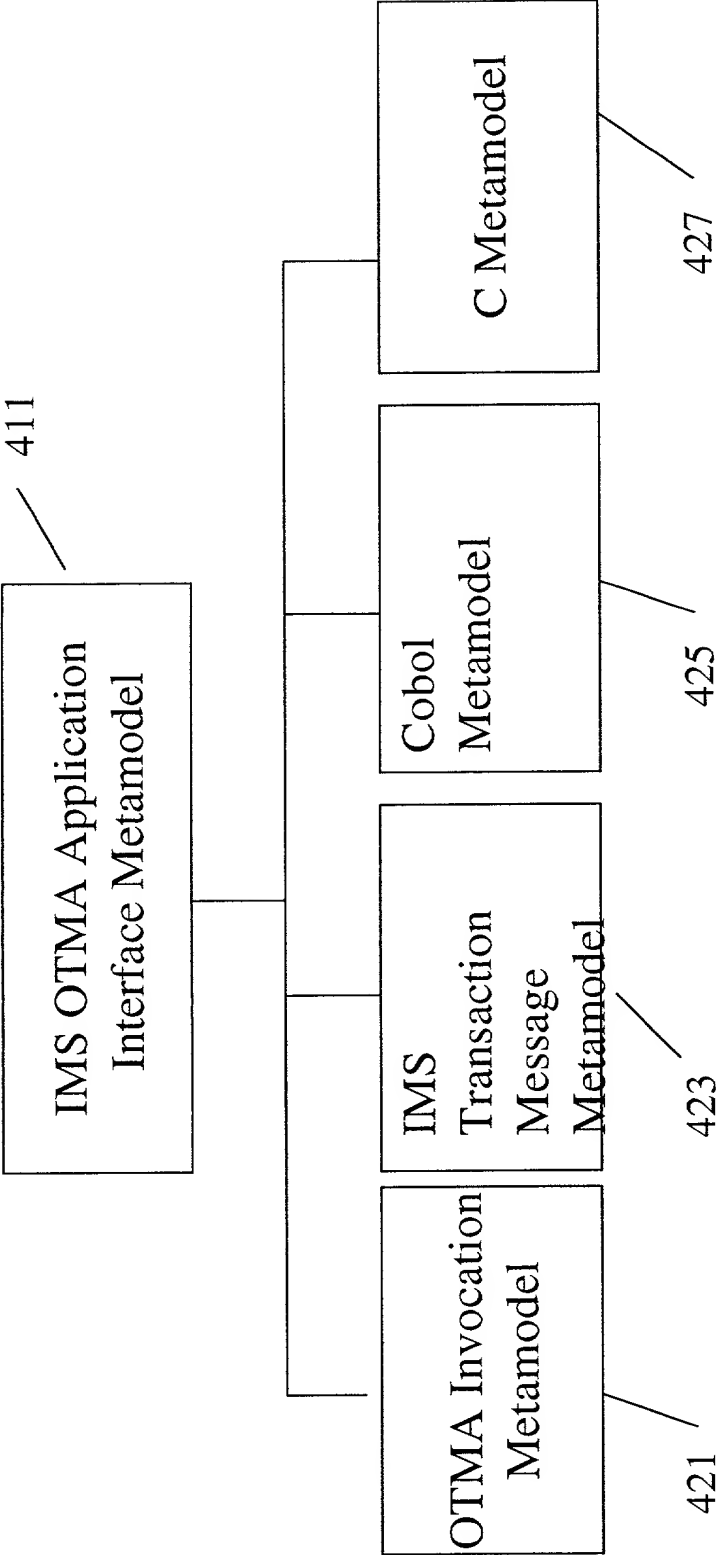 411
IMS OTMA Application
Interface Metamodel
OTMA Invocation
Metamodel
421
IMS
Transaction
Message
Metamodel
423
Cobol
Metamodel
425
C Metamodel
427